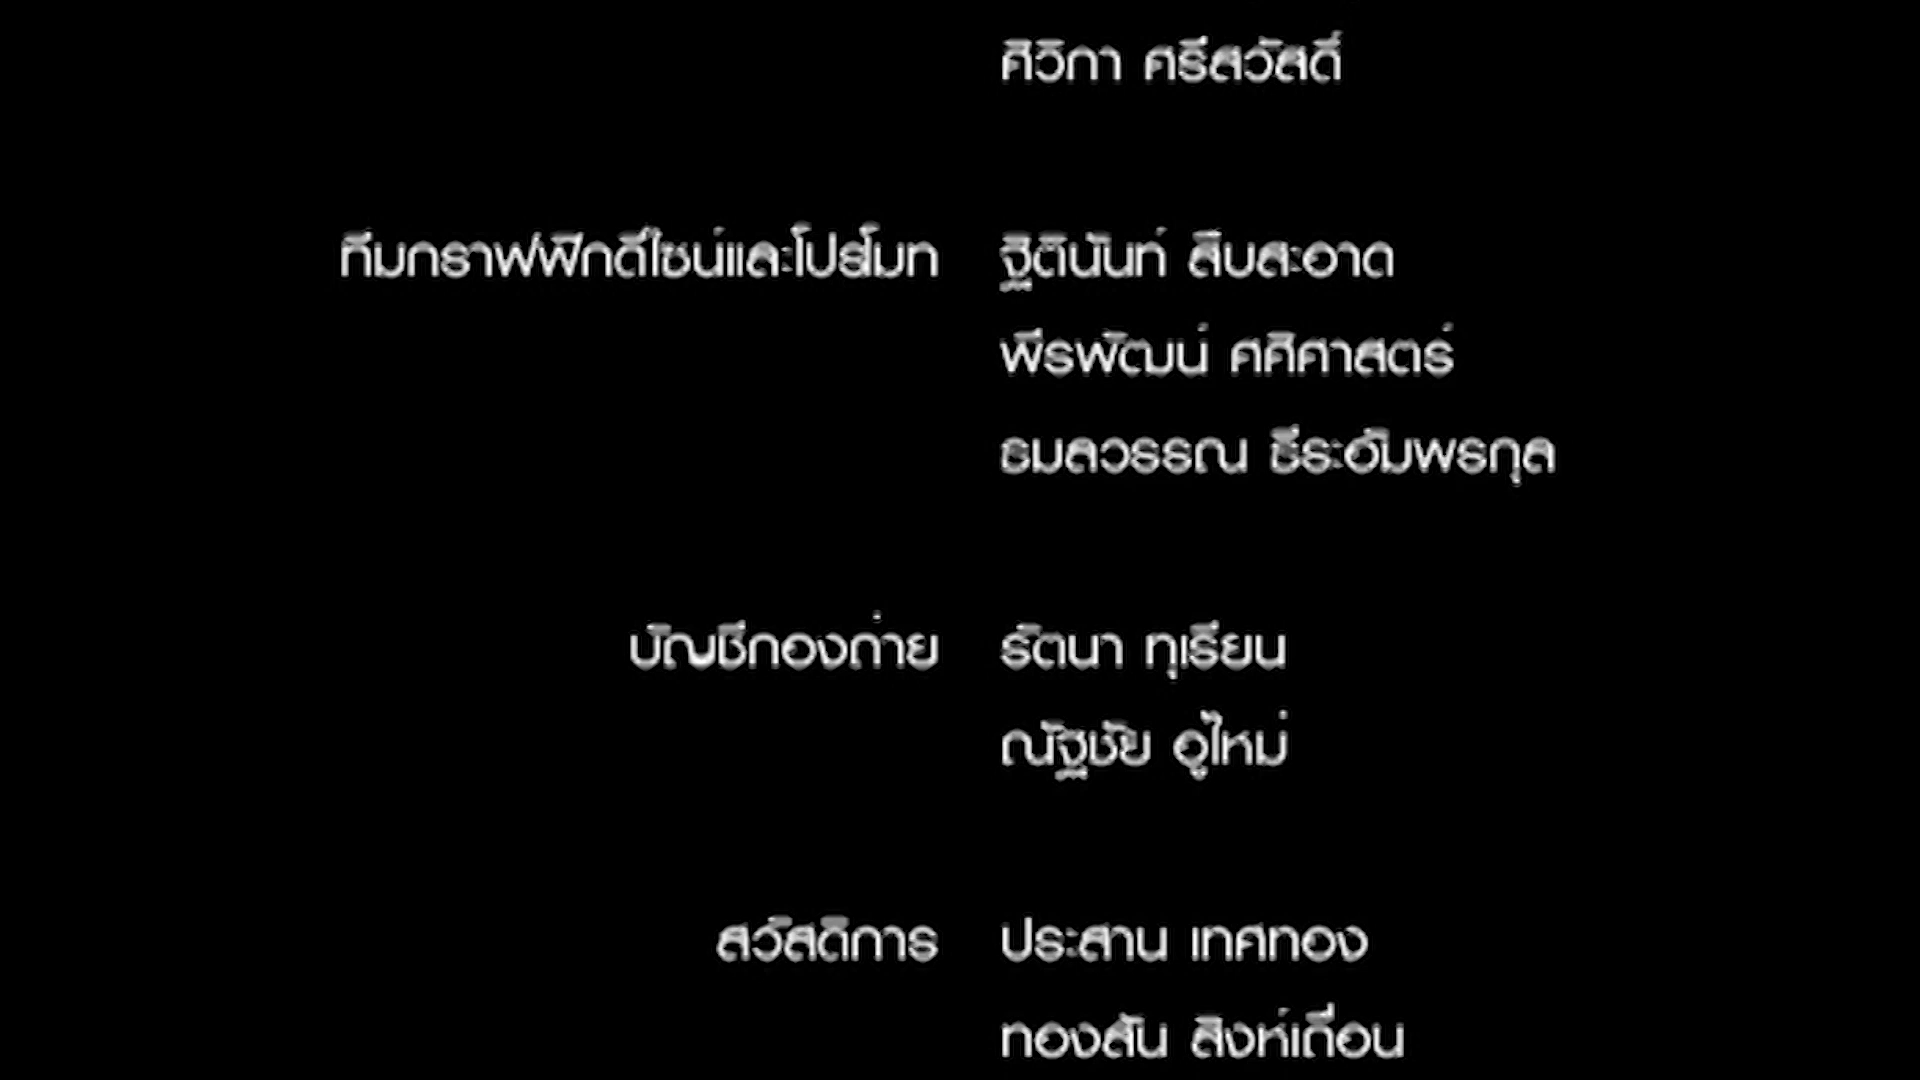 ศิวิกา ศรีสวัสดิ์
ทีมกราฟฟิกดีไซน์และโปรโมท ฐิตินันท์ สืบสะอาด
พีรพัฒน์ ศศิศาสตร์
ธมลวรรณ ธีระอัมพรกุล
บัญชีกองถ่าย รัตนา ทุเรียน
ณัฐชัย อู่ไหม่
สวัสดิการ ประสาน เทศทอง
ทองสัน สิงห์เถื่อน